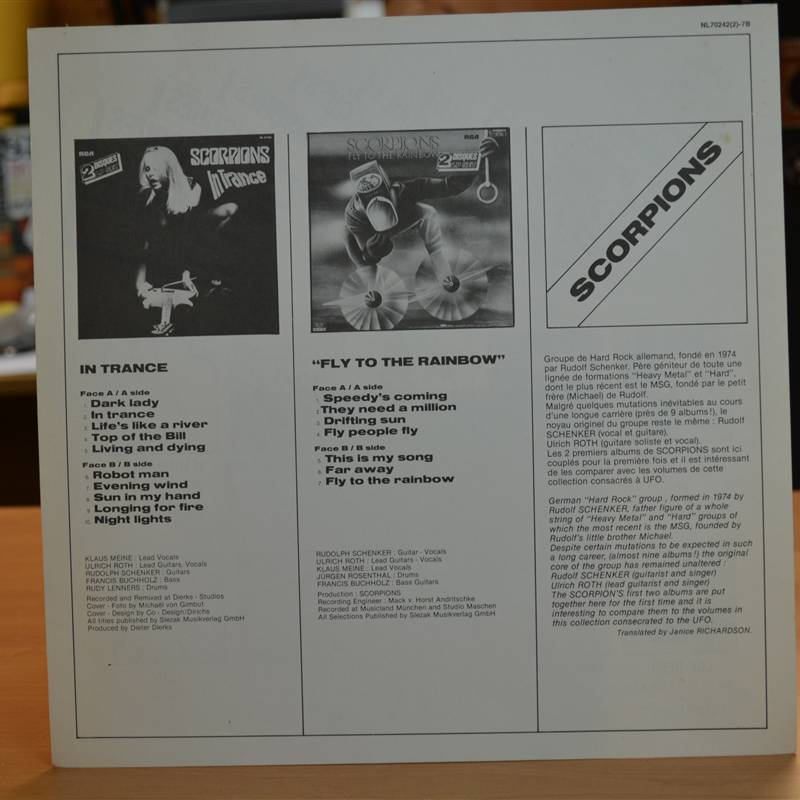 NL70242(2)-7B
RCA
2 DISQUES
SCORPIONS
In Trance
SCORPIONS
FLY TO THE RAINBOW
RCA
2 DISQUES
SCORPIONS
IN TRANCE
Face A / A side
1. Dark lady
2. In trance
3. Life's like a river
4. Top of the Bill
5. Living and dying
Face B / B side
6. Robot man
7. Evening wind
8. Sun in my hand
9. Longing for fire
10. Night lights
KLAUS MEINE : Lead Vocals
ULRICH ROTH : Lead Guitars, Vocals
RUDOLPH SCHENKER : Guitars
FRANCIS BUCHHOLZ : Bass
RUDY LENNERS : Drums
Recorded and Remixed at Dierks - Studios
Cover - Foto by Michaël von Gimbut
Cover - Design by Co - Design/Dirichs
All titles published by Slezak Musikverlag GmbH
Produced by Dieter Dierks
"FLY TO THE RAINBOW"
Face A / A side
1. Speedy's coming
2. They need a million
3. Drifting sun
4. Fly people fly
Face B / B side
5. This is my song
6. Far away
7. Fly to the rainbow
RUDOLPH SCHENKER : Guitar - Vocals
ULRICH ROTH : Lead Guitars - Vocals
KLAUS MEINE : Lead Vocals
JÜRGEN ROSENTHAL : Drums
FRANCIS BUCHHOLZ : Bass Guitars
Production : SCORPIONS
Recording Engineer : Mack v. Horst Andritschke
Recorded at Musicland München and Studio Maschen
All Selections Published by Slezak Musikverlag GmbH
Groupe de Hard Rock allemand, fondé en 1974
par Rudolf Schenker. Père géniteur de toute une
lignée de formations "Heavy Metal" et "Hard",
dont le plus récent est le MSG, fondé par le petit
frère (Michael) de Rudolf.
Malgré quelques mutations inévitables au cours
d'une longue carrière (près de 9 albums!), le
noyau originel du groupe reste le même : Rudolf
SCHENKER (vocal et guitare).
Ulrich ROTH (guitare soliste et vocal).
Les 2 premiers albums de SCORPIONS sont ici
couplés pour la première fois et il est intéressant
de les comparer avec les volumes de cette
collection consacrés à UFO.
German "Hard Rock" group , formed in 1974 by
Rudolf SCHENKER, father figure of a whole
string of "Heavy Metal" and "Hard" groups of
which the most recent is the MSG, founded by
Rudolf's little brother Michael.
Despite certain mutations to be expected in such
a long career, (almost nine albums!) the original
core of the group has remained unaltered :
Rudolf SCHENKER (guitarist and singer)
Ulrich ROTH (lead guitarist and singer)
The SCORPION'S first two albums are put
together here for the first time and it is
interesting to compare them to the volumes in
this collection consecrated to the UFO.
Translated by Janice RICHARDSON.